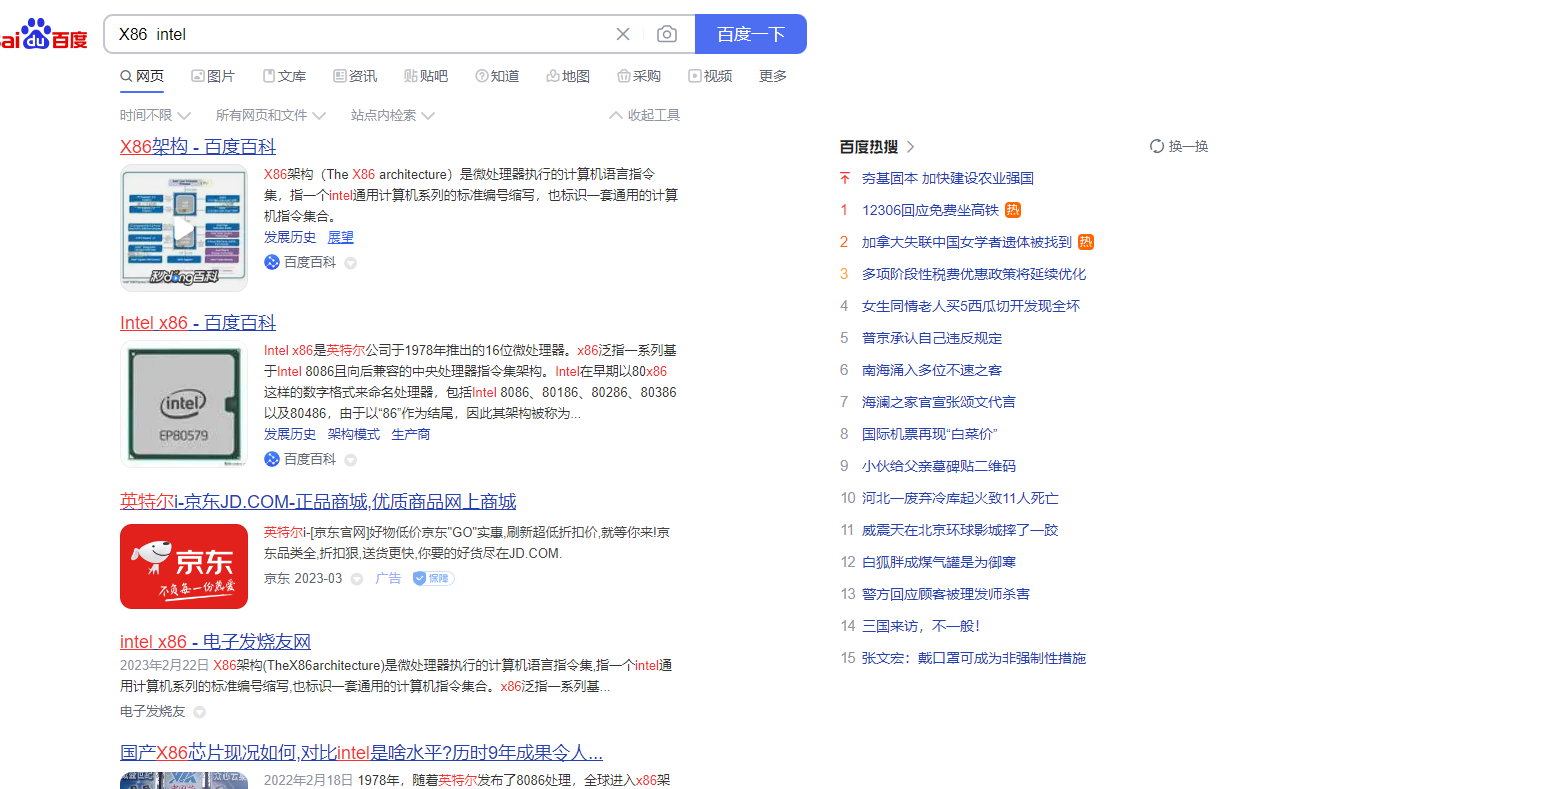 du百度
X86 intel
百度一下
网页 图片 文库 资讯 贴吧 知道 地图 采购 视频 更多
时间不限 所有网页和文件 站点内检索 收起工具
X86架构 - 百度百科
X86架构（The X86 architecture）是微处理器执行的计算机语言指令
集，指一个intel通用计算机系列的标准编号缩写，也标识一套通用的计算
机指令集合。
发展历史 展望
百度百科
秒dong百科
Intel x86 - 百度百科
Intel x86是英特尔公司于1978年推出的16位微处理器。x86泛指一系列基
于Intel 8086且向后兼容的中央处理器指令集架构。Intel在早期以80x86
这样的数字格式来命名处理器，包括Intel 8086、80186、80286、80386
以及80486，由于以“86”作为结尾，因此其架构被称为...
发展历史 架构模式 生产商
百度百科
intel
EP80579
英特尔i-京东JD.COM-正品商城,优质商品网上商城
英特尔i-[京东官网]好物低价京东"GO"实惠,刷新超低折扣价,就等你来!京
东品类全,折扣狠,送货更快,你要的好货尽在JD.COM.
京东 2023-03 广告 保障
京东
不负每一份热爱
intel x86 - 电子发烧友网
2023年2月22日 X86架构(TheX86architecture)是微处理器执行的计算机语言指令集,指一个intel通
用计算机系列的标准编号缩写,也标识一套通用的计算机指令集合。x86泛指一系列基...
电子发烧友
国产X86芯片现况如何,对比intel是啥水平?历时9年成果令人...
2022年2月18日 1978年，随着英特尔发布了8086处理，全球进入x86架
百度热搜 换一换
夯基固本 加快建设农业强国
1 12306回应免费坐高铁 热
2 加拿大失联中国女学者遗体被找到 热
3 多项阶段性税费优惠政策将延续优化
4 女生同情老人买5西瓜切开发现全坏
5 普京承认自己违反规定
6 南海涌入多位不速之客
7 海澜之家官宣张颂文代言
8 国际机票再现“白菜价”
9 小伙给父亲墓碑贴二维码
10 河北一废弃冷库起火致11人死亡
11 威震天在北京环球影城摔了一跤
12 白狐胖成煤气罐是为御寒
13 警方回应顾客被理发师杀害
14 三国来访，不一般！
15 张文宏：戴口罩可成为非强制性措施